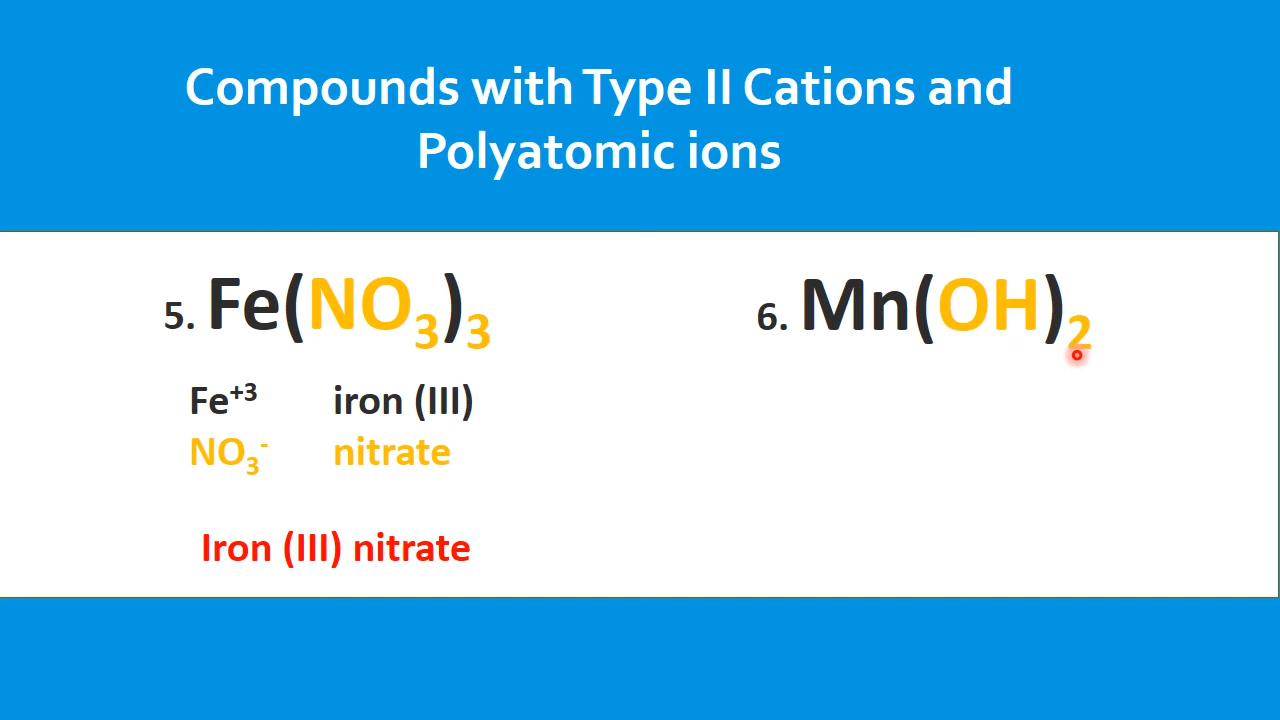 Compounds with Type II Cations and
Polyatomic ions
5. Fe(NO₃)₃
Fe⁺³ iron (III)
NO₃⁻ nitrate
Iron (III) nitrate
6. Mn(OH)₂